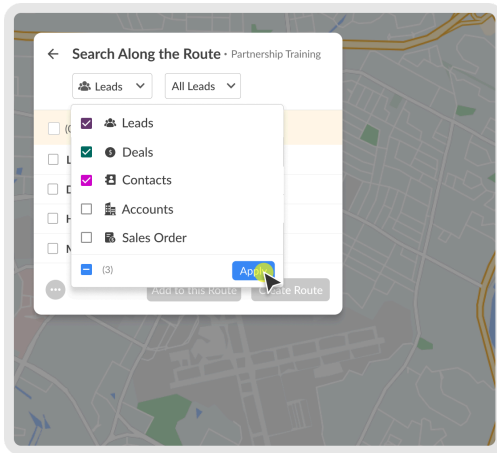 Search Along the Route · Partnership Training
Leads All Leads
Leads
Deals
Contacts
Accounts
Sales Order
(3) Apply
Add to this Route Create Route